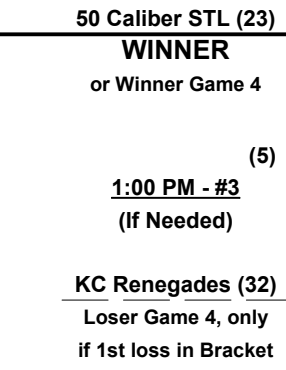 50 Caliber STL (23)
WINNER
or Winner Game 4
(5)
1:00 PM - #3
(If Needed)
KC Renegades (32)
Loser Game 4, only
if 1st loss in Bracket